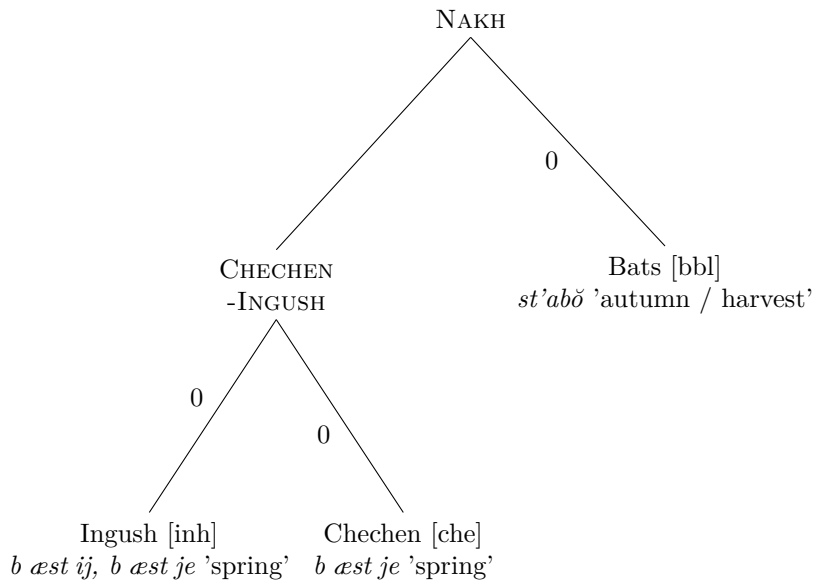 NAKH
0
CHECHEN
-INGUSH
Bats [bbl]
st'abŏ 'autumn / harvest'
0
0
Ingush [inh]
b æst ij, b æst je 'spring'
Chechen [che]
b æst je 'spring'